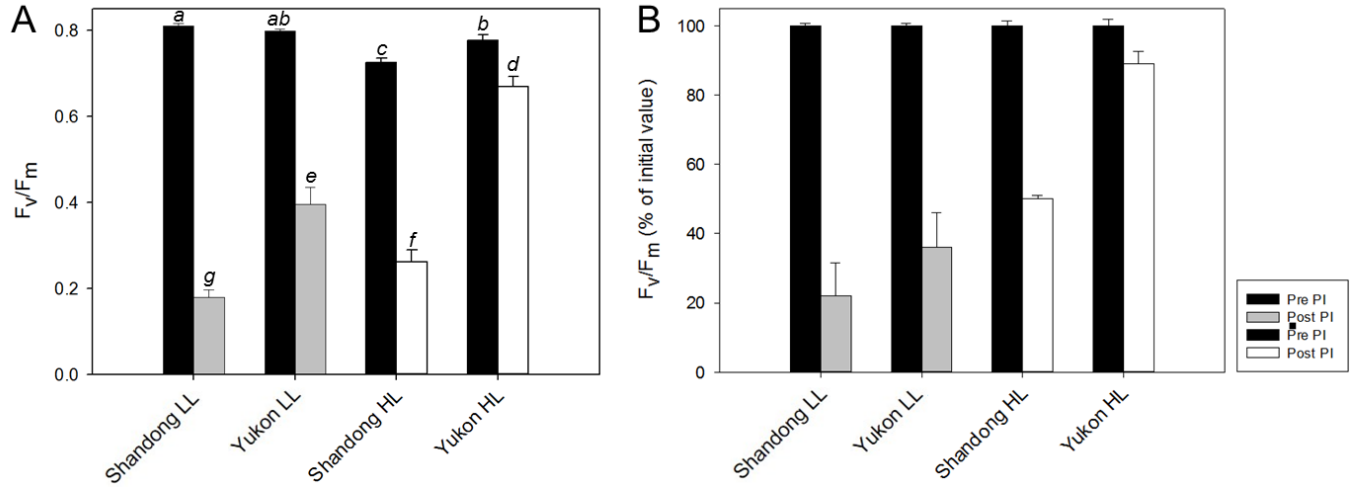 A
Fv/Fm
0.8
0.6
0.4
0.2
0.0
a
ab
b
c
d
e
f
g
Shandong LL
Yukon LL
Shandong HL
Yukon HL
B
Fv/Fm (% of initial value)
100
80
60
40
20
0
Shandong LL
Yukon LL
Shandong HL
Yukon HL
Pre PI
Post PI
Pre PI
Post PI